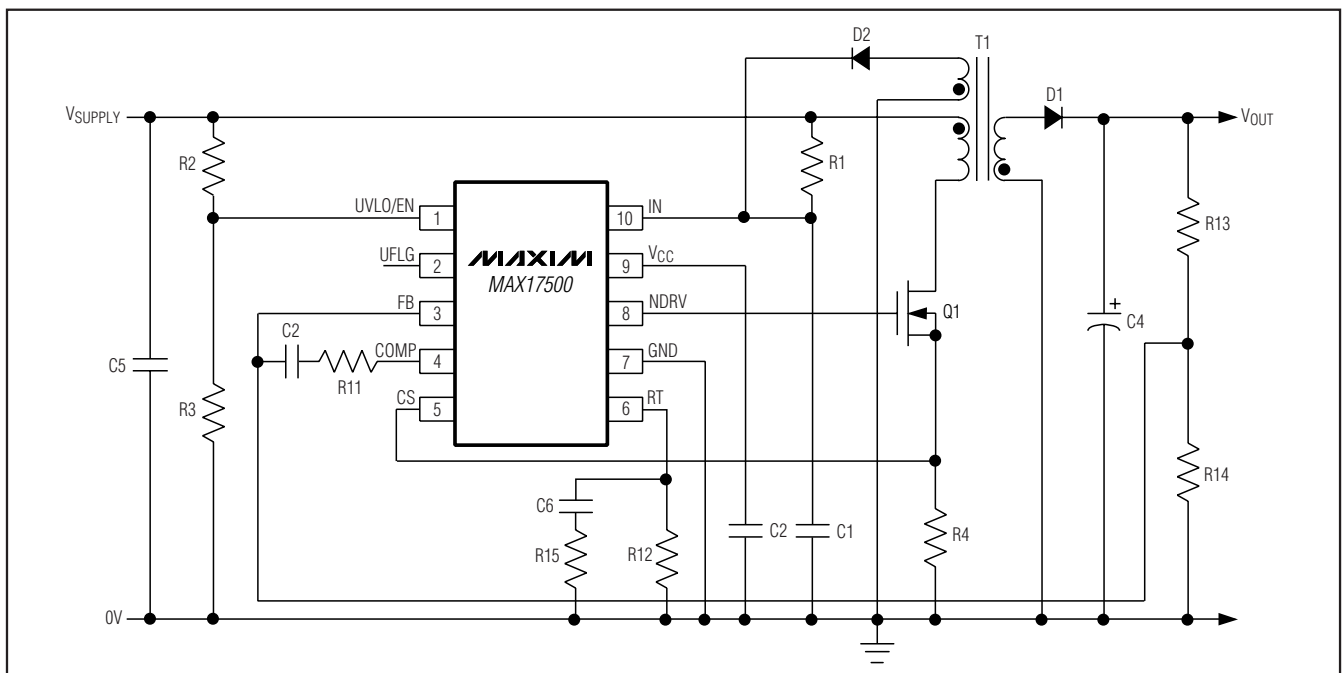 D2
T1
D1
VSUPPLY
VOUT
R2
R1
UVLO/EN
1
10
IN
R13
UFLG
2
MAXIM
MAX17500
9
VCC
FB
3
8
NDRV
Q1
C2
COMP
4
7
GND
+
C4
C5
R11
R3
CS
5
6
RT
R14
C6
R15
R12
C2
C1
R4
0V